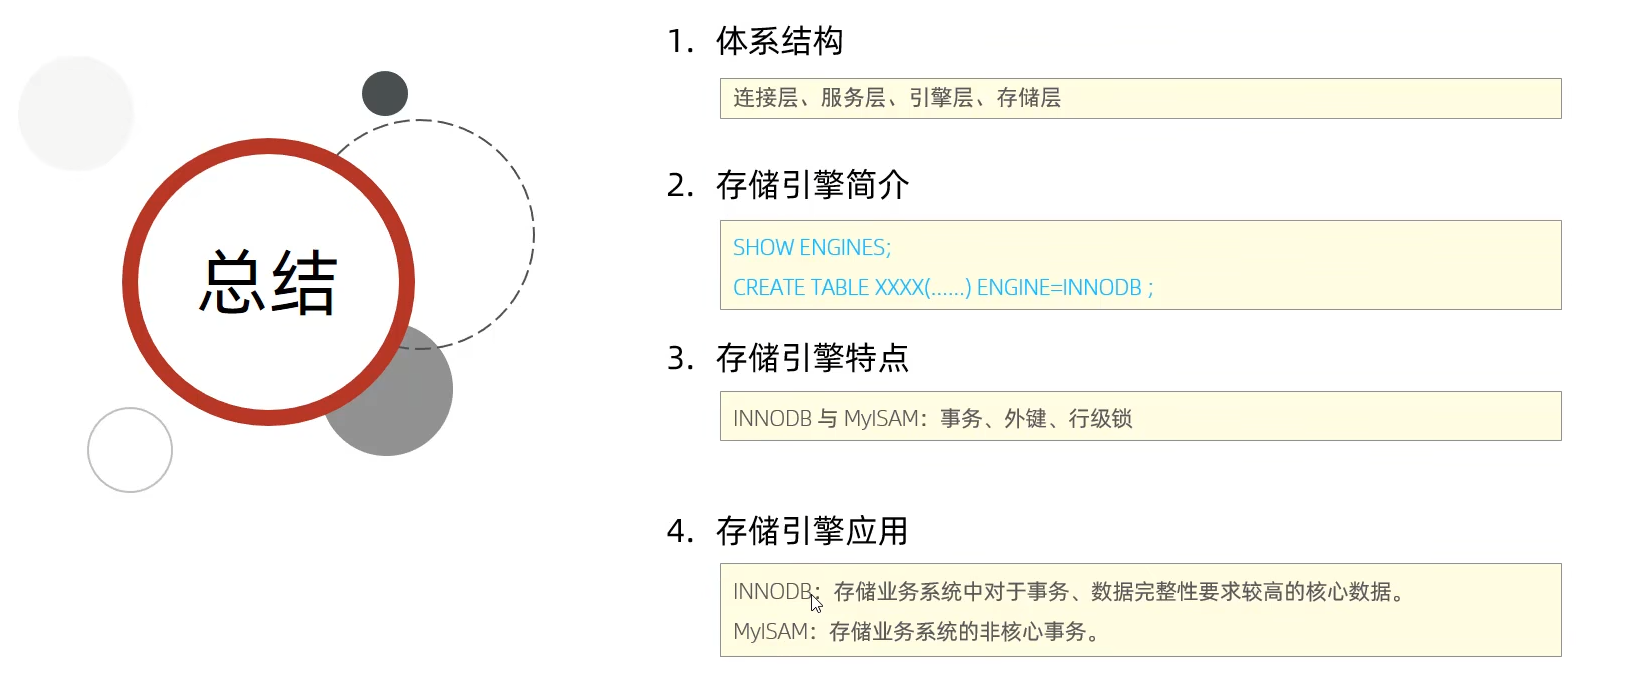 总结
1. 体系结构
连接层、服务层、引擎层、存储层
2. 存储引擎简介
SHOW ENGINES;
CREATE TABLE XXXX(......) ENGINE=INNODB ;
3. 存储引擎特点
INNODB 与 MyISAM：事务、外键、行级锁
4. 存储引擎应用
INNODB：存储业务系统中对于事务、数据完整性要求较高的核心数据。
MyISAM：存储业务系统的非核心事务。